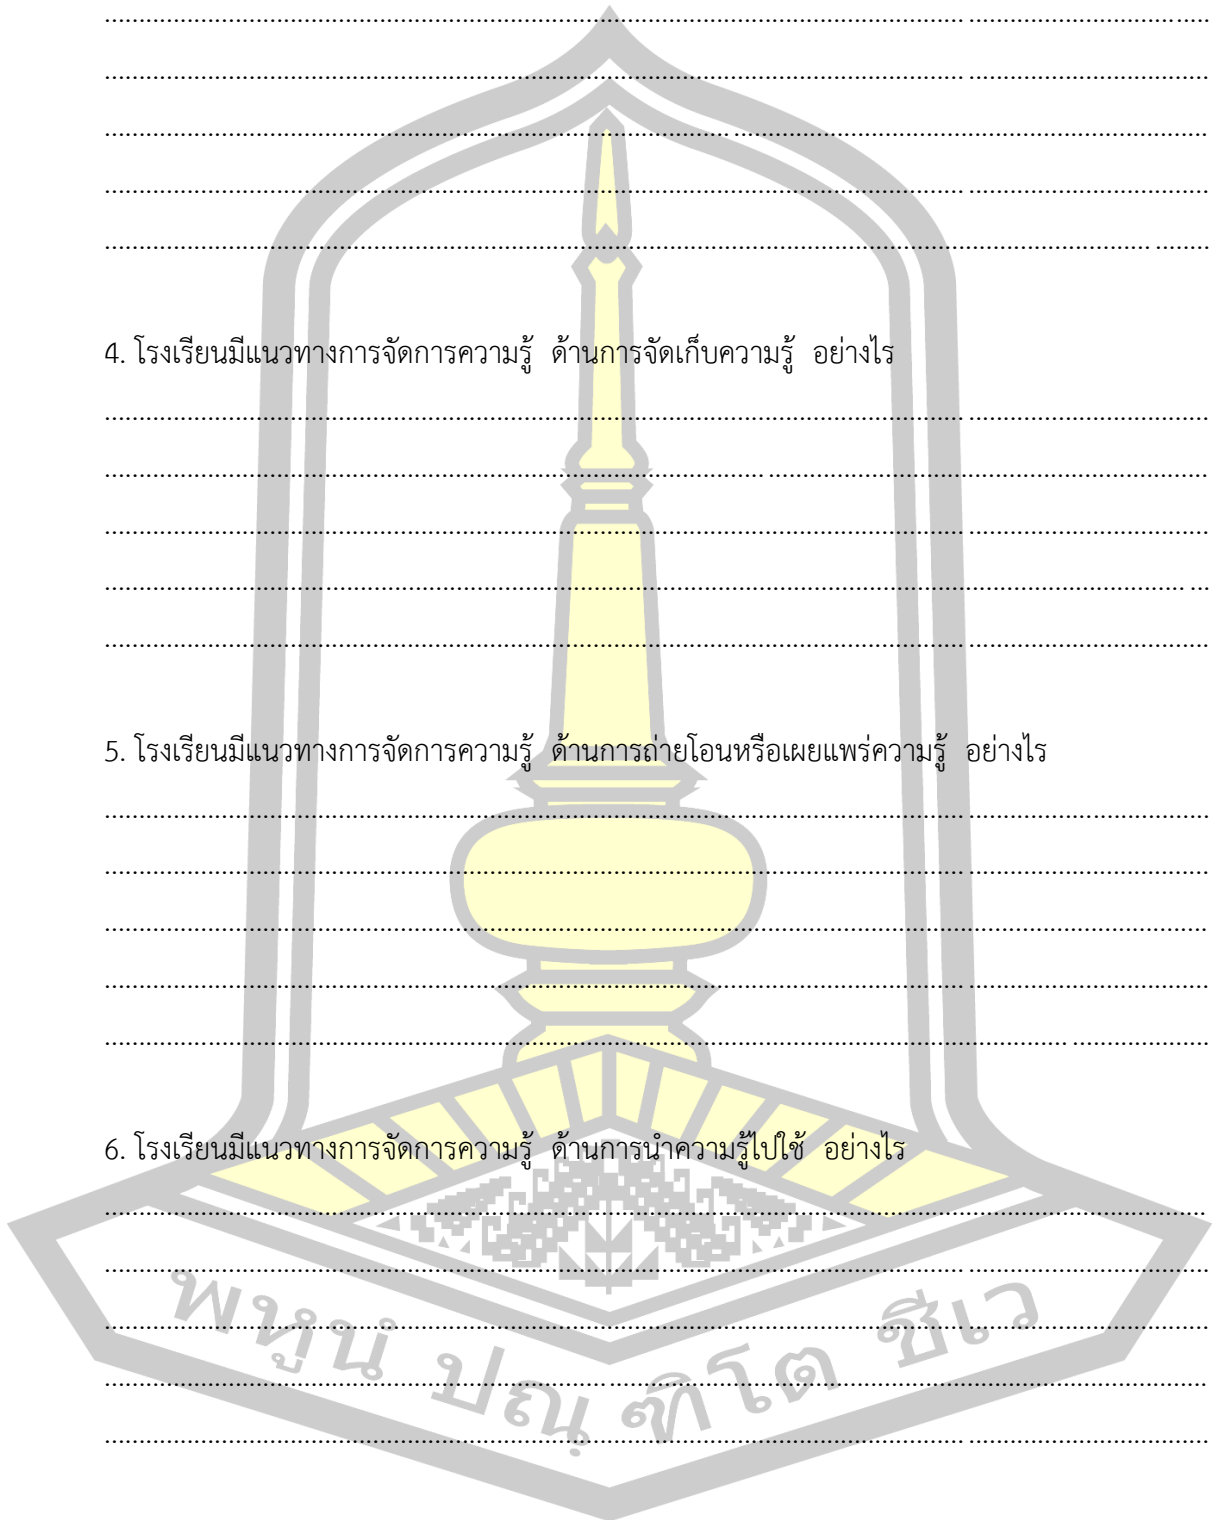 4. โรงเรียนมีแนวทางการจัดการความรู้ ด้านการจัดเก็บความรู้ อย่างไร
5. โรงเรียนมีแนวทางการจัดการความรู้ ด้านการถ่ายโอนหรือเผยแพร่ความรู้ อย่างไร
6. โรงเรียนมีแนวทางการจัดการความรู้ ด้านการนำความรู้ไปใช้ อย่างไร
พหูนํ ปณฺฑิโต ชีเว